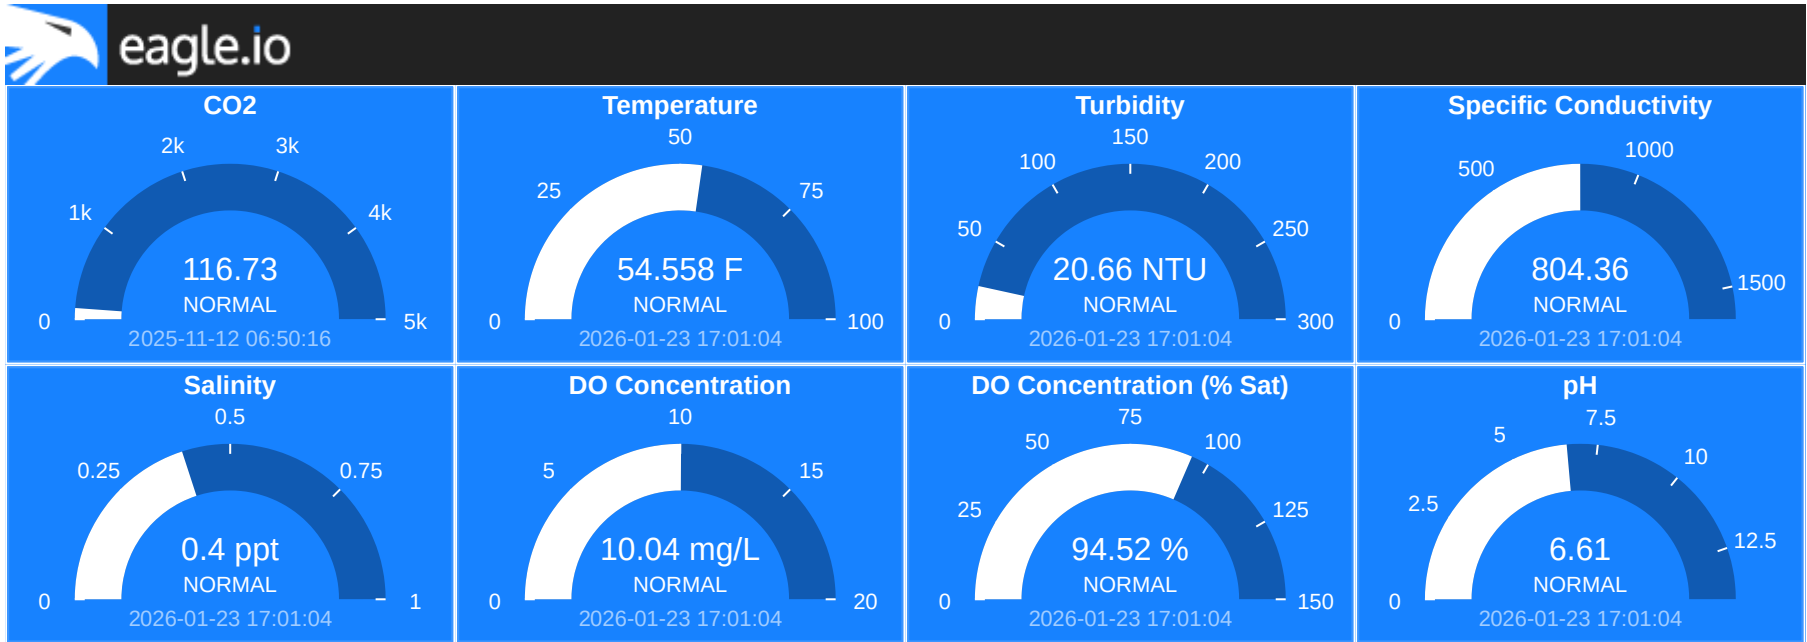 eagle.io
CO2
0
1k
2k
3k
4k
5k
116.73
NORMAL
2025-11-12 06:50:16
Temperature
0
25
50
75
100
54.558 F
NORMAL
2026-01-23 17:01:04
Turbidity
0
50
100
150
200
250
300
20.66 NTU
NORMAL
2026-01-23 17:01:04
Specific Conductivity
0
500
1000
1500
804.36
NORMAL
2026-01-23 17:01:04
Salinity
0
0.25
0.5
0.75
1
0.4 ppt
NORMAL
2026-01-23 17:01:04
DO Concentration
0
5
10
15
20
10.04 mg/L
NORMAL
2026-01-23 17:01:04
DO Concentration (% Sat)
0
25
50
75
100
125
150
94.52 %
NORMAL
2026-01-23 17:01:04
pH
0
2.5
5
7.5
10
12.5
6.61
NORMAL
2026-01-23 17:01:04